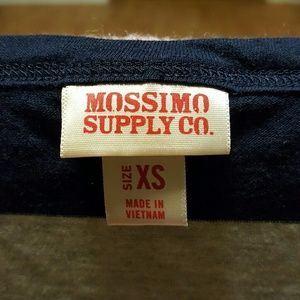 MOSSIMO
SUPPLY CO.
SIZE XS
MADE IN
VIETNAM